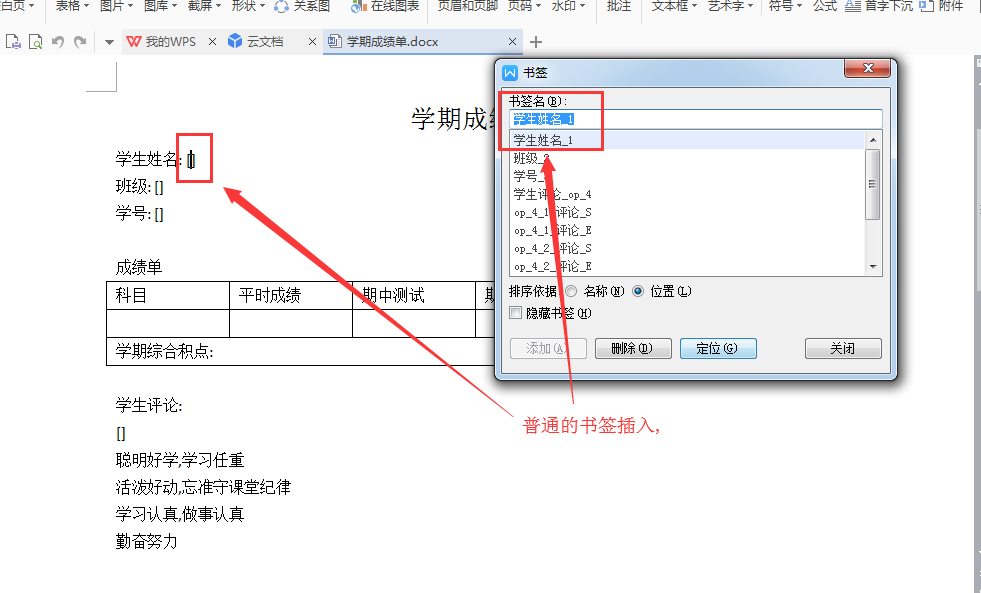 白页 表格 图片 图库 截屏 形状 关系图 在线图表 页眉和页脚 页码 水印 批注 文本框 艺术字 符号 公式 首字下沉 附件
我的WPS 云文档 学期成绩单.docx
学期成
学生姓名: []
班级: []
学号: []
成绩单
科目 平时成绩 期中测试 期
学期综合积点:
学生评论:
[]
聪明好学,学习任重
活泼好动,忘准守课堂纪律
学习认真,做事认真
勤奋努力
书签
书签名(B):
学生姓名_1
学生姓名_1
班级_2
学号_
学生评论_op_4
op_4_1_评论_S
op_4_1_评论_E
op_4_2_评论_S
op_4_2_评论_E
排序依据: 名称(N) 位置(L)
隐藏书签(H)
添加(A) 删除(D) 定位(G) 关闭
普通的书签插入,